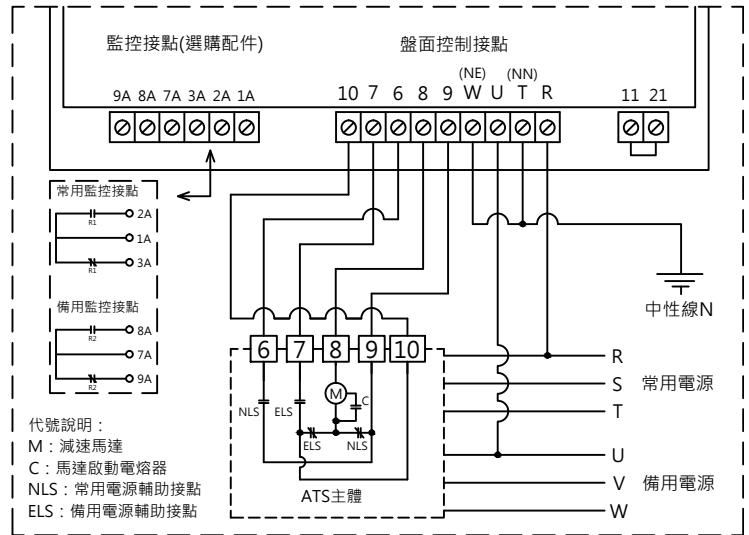 監控接點(選購配件)
盤面控制接點
(NE) (NN)
9A 8A 7A 3A 2A 1A
10 7 6 8 9 W U T R
11 21
常用監控接點
R1 2A
1A
R1 3A
備用監控接點
R2 8A
7A
R2 9A
中性線N
6 7 8 9 10
M
C
NLS ELS
ELS NLS
ATS主體
R
S 常用電源
T
U
V 備用電源
W
代號說明：
M：減速馬達
C：馬達啟動電熔器
NLS：常用電源輔助接點
ELS：備用電源輔助接點